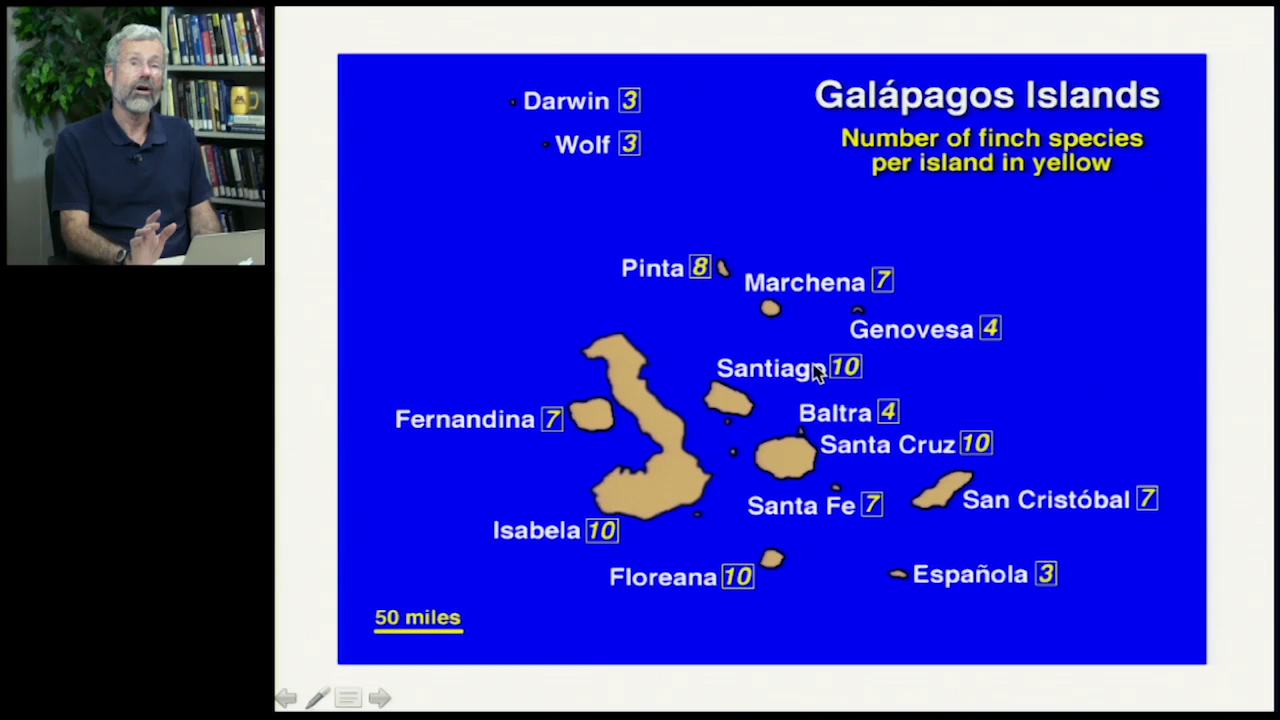 Galápagos Islands
Number of finch species
per island in yellow
Darwin 3
Wolf 3
Pinta 8
Marchena 7
Genovesa 4
Santiago 10
Fernandina 7
Baltra 4
Santa Cruz 10
Santa Fe 7
San Cristóbal 7
Isabela 10
Floreana 10
Española 3
50 miles